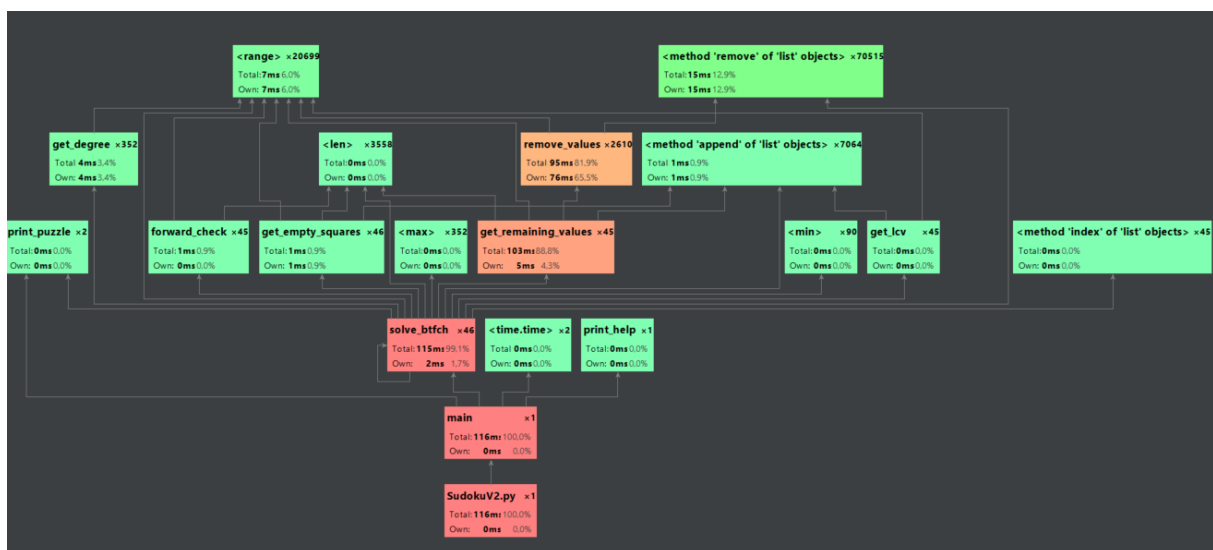 <range> ×20699
Total: 7ms 6,0%
Own: 7ms 6,0%
<method 'remove' of 'list' objects> ×70515
Total: 15ms 12,9%
Own: 15ms 12,9%
get_degree ×352
Total 4ms 3,4%
Own: 4ms 3,4%
<len> ×3558
Total: 0ms 0,0%
Own: 0ms 0,0%
remove_values ×2610
Total 95ms 81,9%
Own: 76ms 65,5%
<method 'append' of 'list' objects> ×7064
Total 1ms 0,9%
Own: 1ms 0,9%
print_puzzle ×2
Total: 0ms 0,0%
Own: 0ms 0,0%
forward_check ×45
Total: 1ms 0,9%
Own: 0ms 0,0%
get_empty_squares ×46
Total: 1ms 0,9%
Own: 1ms 0,9%
<max> ×352
Total: 0ms 0,0%
Own: 0ms 0,0%
get_remaining_values ×45
Total: 103ms 88,8%
Own: 5ms 4,3%
<min> ×90
Total: 0ms 0,0%
Own: 0ms 0,0%
get_lcv ×45
Total: 0ms 0,0%
Own: 0ms 0,0%
<method 'index' of 'list' objects> ×45
Total: 0ms 0,0%
Own: 0ms 0,0%
solve_btfch ×46
Total: 115ms 99,1%
Own: 2ms 1,7%
<time.time> ×2
Total: 0ms 0,0%
Own: 0ms 0,0%
print_help ×1
Total: 0ms 0,0%
Own: 0ms 0,0%
main ×1
Total: 116ms 100,0%
Own: 0ms 0,0%
SudokuV2.py ×1
Total: 116ms 100,0%
Own: 0ms 0,0%